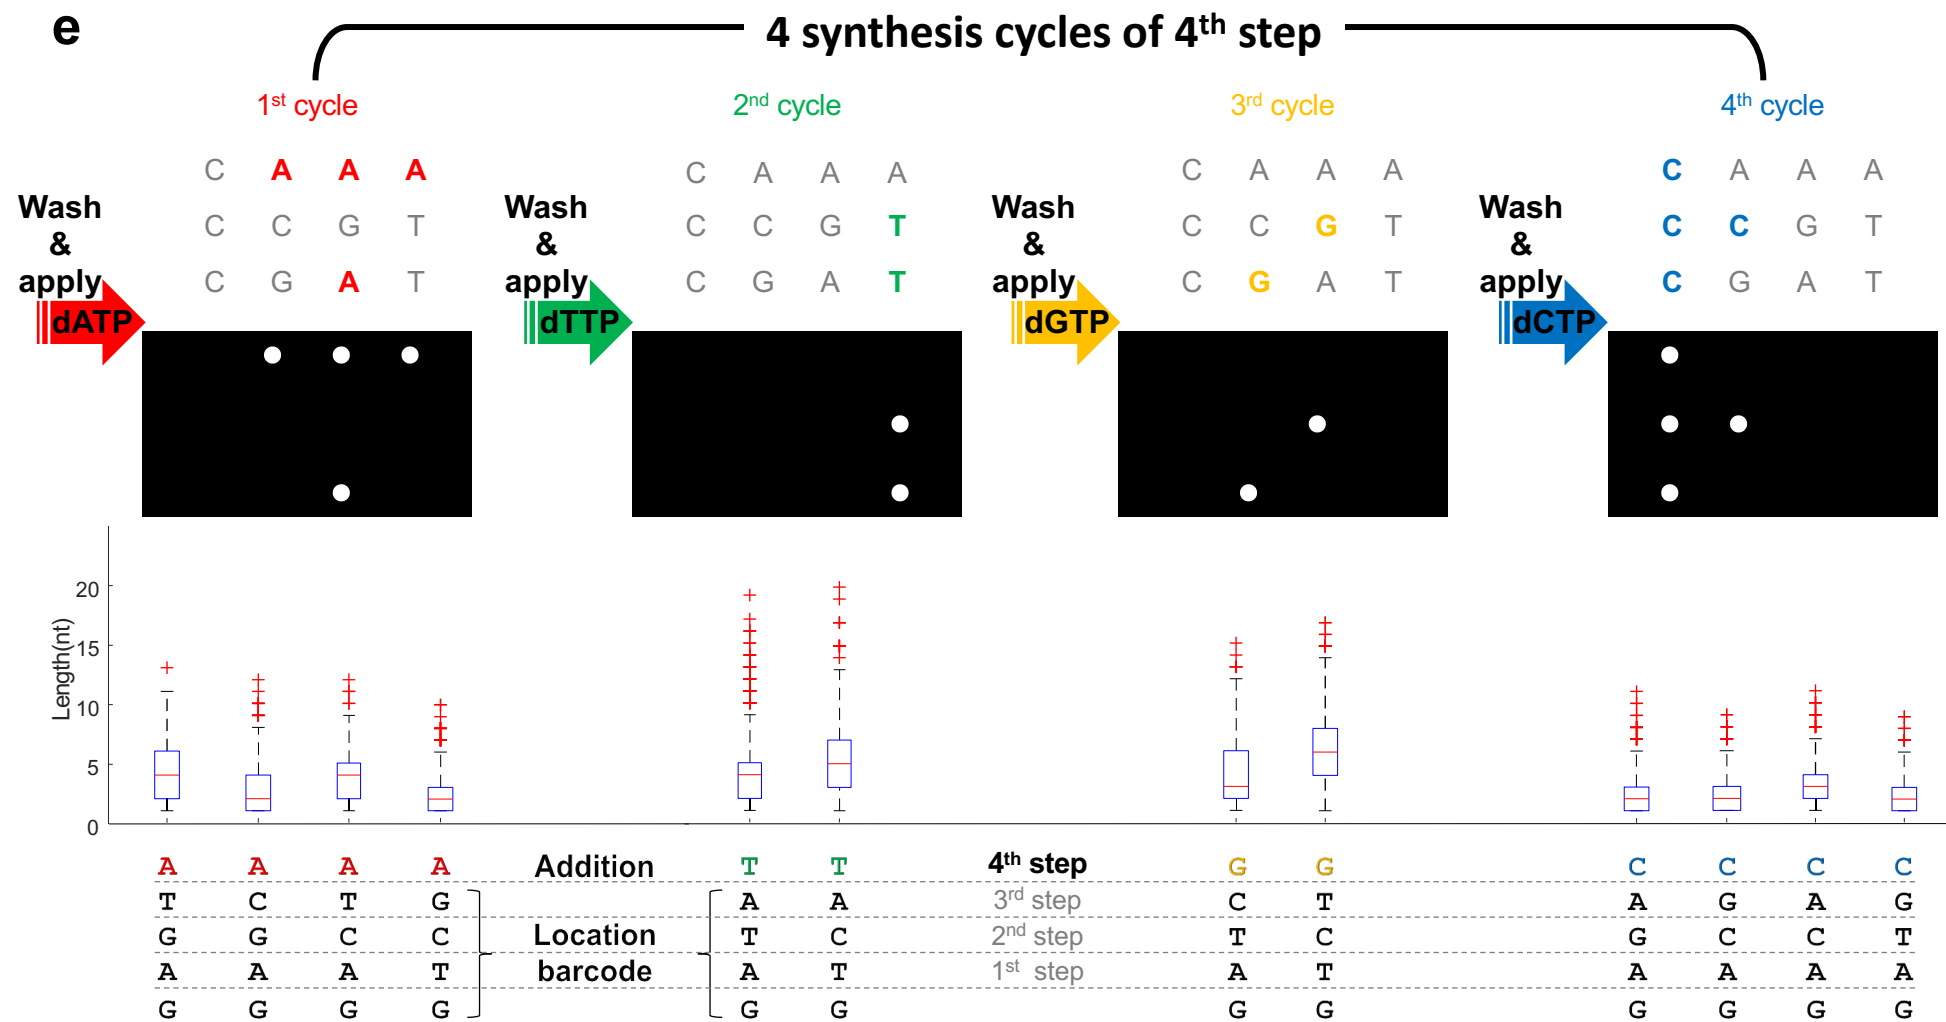 e
4 synthesis cycles of 4th step
1st cycle
2nd cycle
3rd cycle
4th cycle
Wash
&
apply
dATP
C A A A
C C G T
C G A T
Wash
&
apply
dTTP
C A A A
C C G T
C G A T
Wash
&
apply
dGTP
C A A A
C C G T
C G A T
Wash
&
apply
dCTP
C A A A
C C G T
C G A T
Length(nt)
20
15
10
5
0
A A A A Addition T T 4th step G G C C C C
T C T G A A 3rd step C T A G A G
G G C C Location T C 2nd step T C G C C T
A A A T barcode A T 1st step A T A A A A
G G G G G G G G G G G G